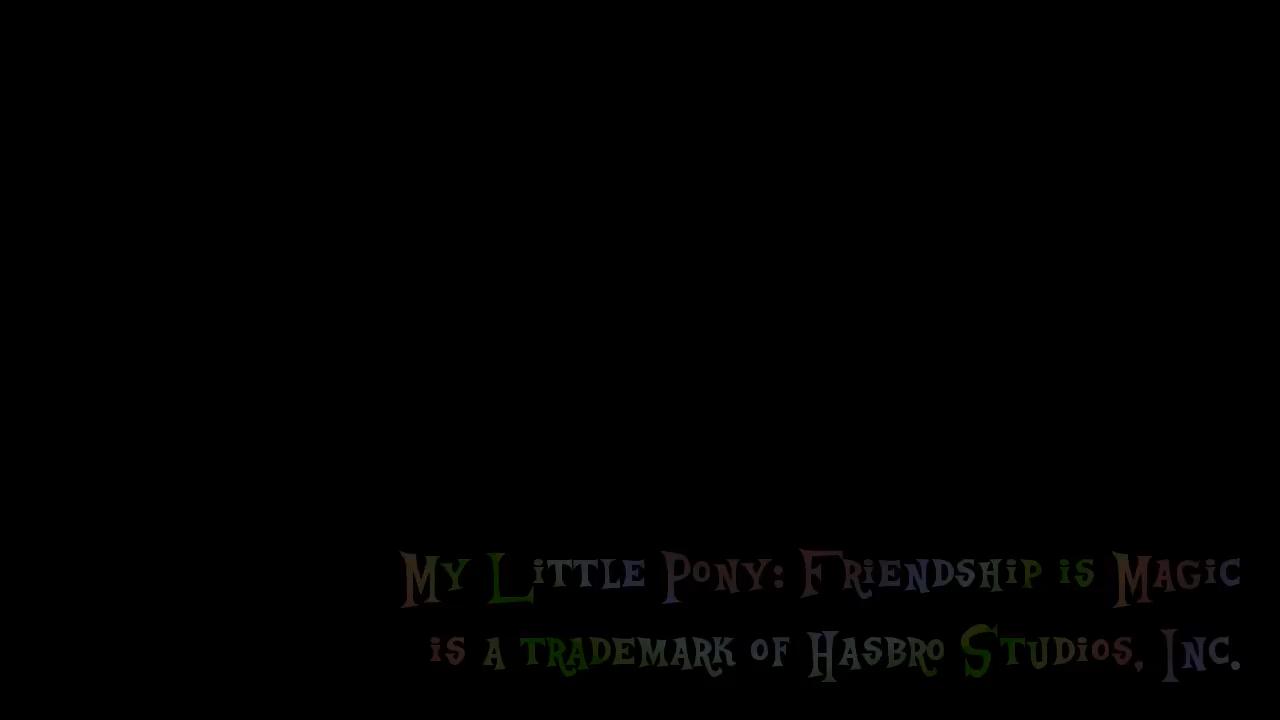 My Little Pony: Friendship is Magic
is a trademark of Hasbro Studios, Inc.